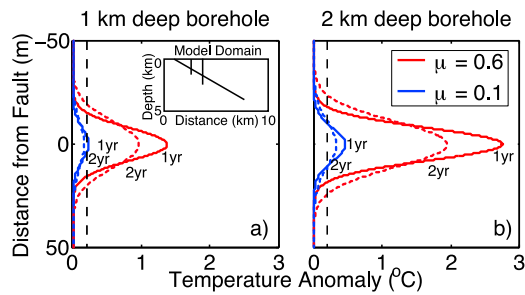 1 km deep borehole
2 km deep borehole
Distance from Fault (m)
−50
0
50
Model Domain
Depth (km)
0
5
0
Distance (km)
10
1yr
2yr
1yr
2yr
a)
0
1
2
3
μ = 0.6
μ = 0.1
1yr
2yr
2yr
1yr
b)
0
1
2
3
Temperature Anomaly (°C)